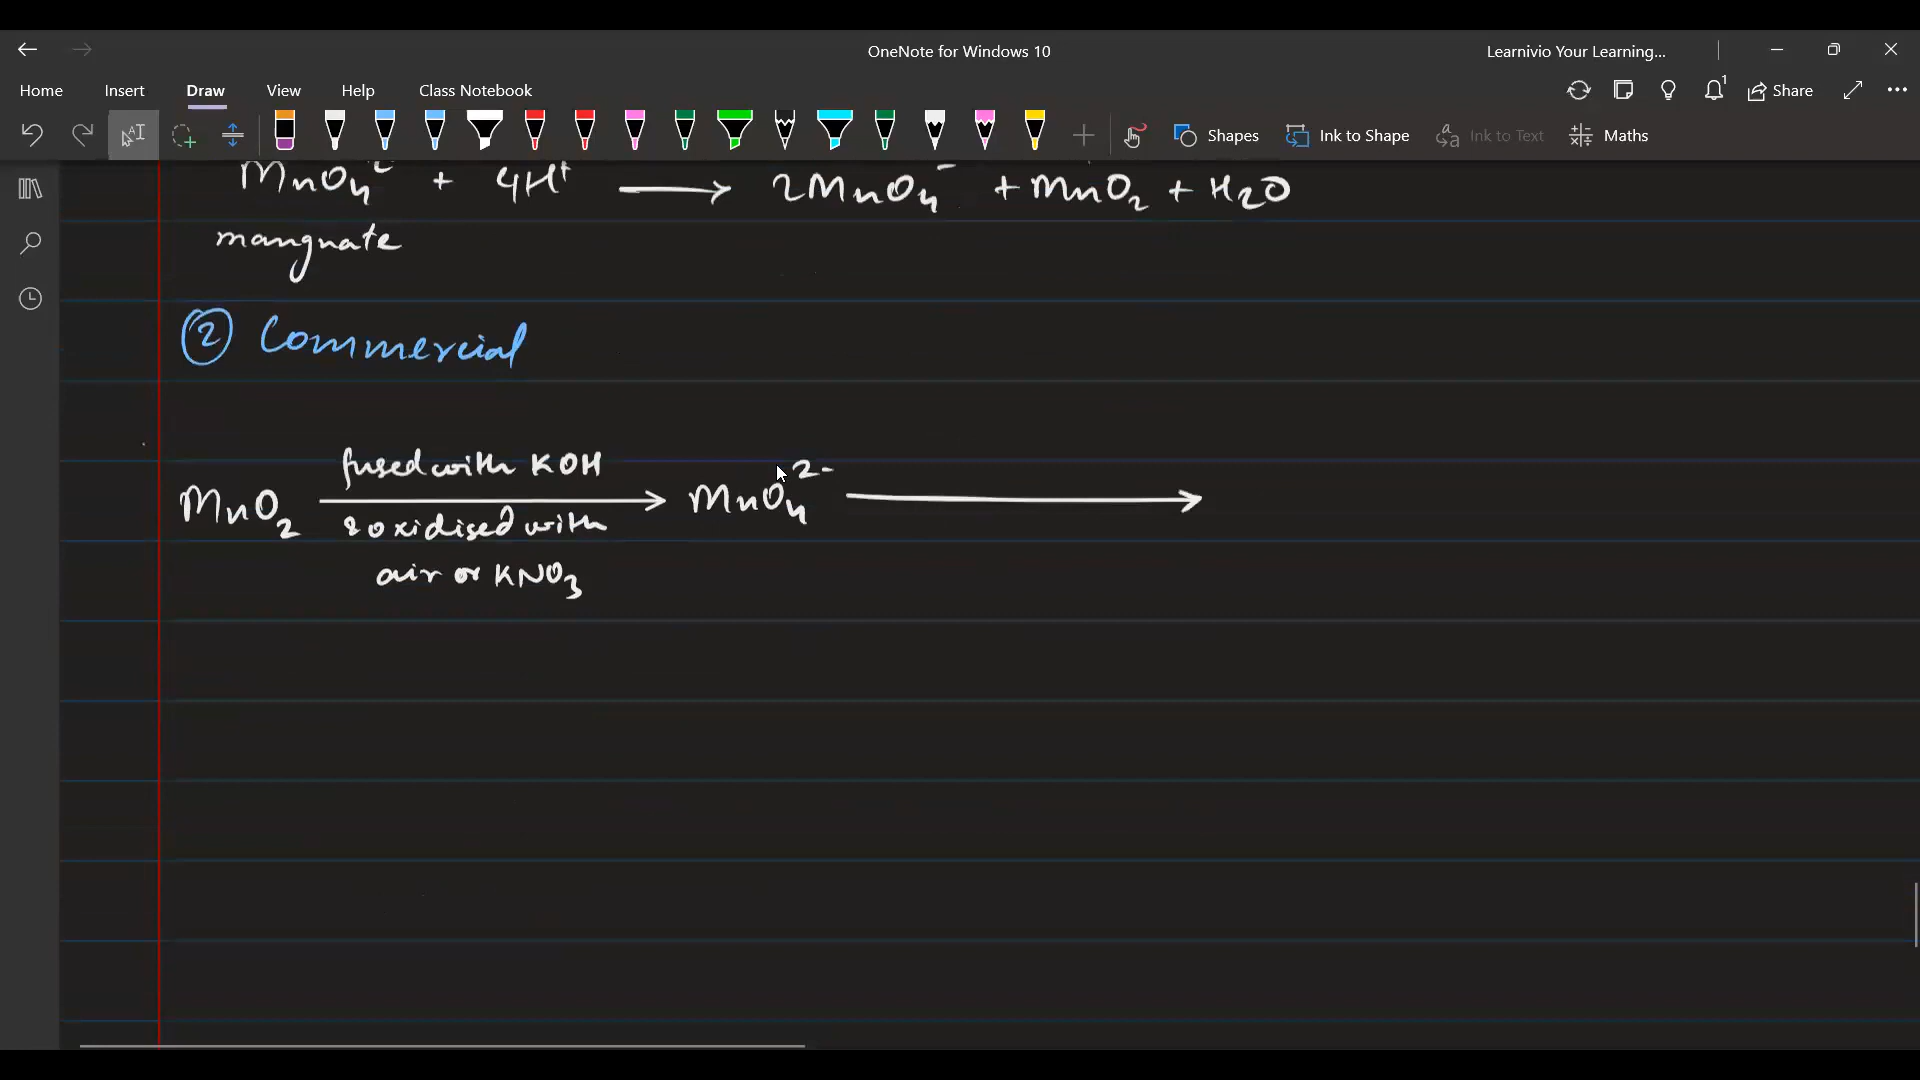 OneNote for Windows 10
Learnivio Your Learning...
Home Insert Draw View Help Class Notebook
1 Share
Shapes Ink to Shape Ink to Text Maths
MnO₄²⁻ + 4H⁺ ⟶ 2MnO₄⁻ + MnO₂ + H₂O
mangnate
② Commercial
fused with KOH
MnO₂ ⟶ MnO₄²⁻ ⟶
& oxidised with
air or KNO₃